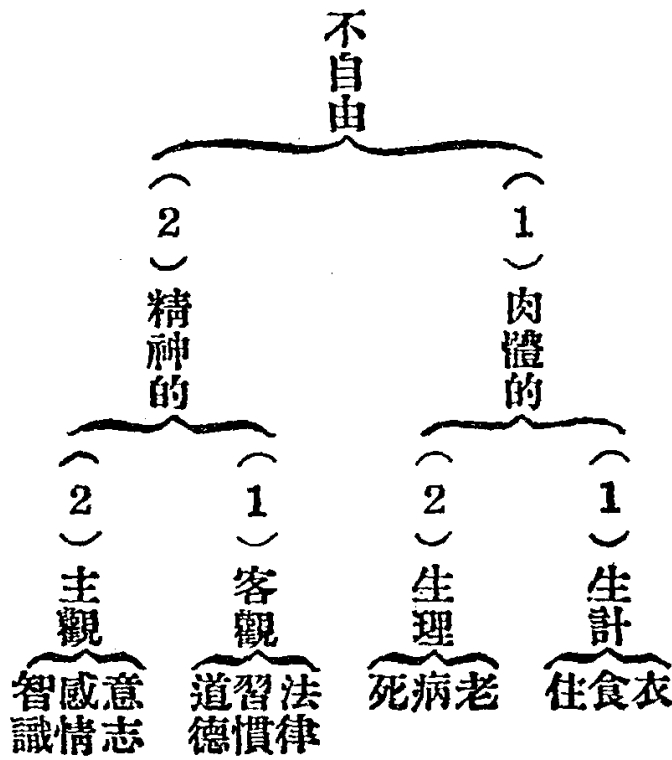 不自由
(1)肉體的
(1)生計
衣
食
住
(2)生理
老
病
死
(2)精神的
(1)客觀
法律
習慣
道德
(2)主觀
意志
感情
智識